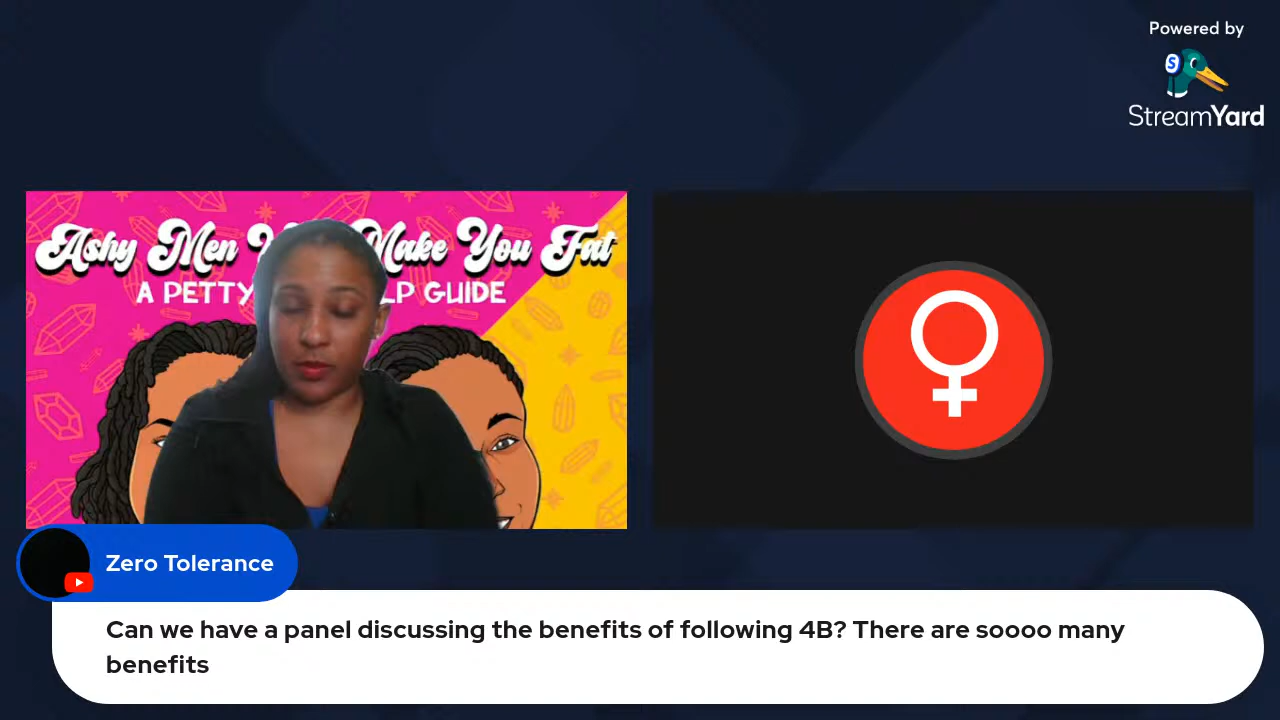 Powered by
StreamYard
Ashy Men Make You Fat
A PETTY LP GUIDE
Zero Tolerance
Can we have a panel discussing the benefits of following 4B? There are soooo many
benefits